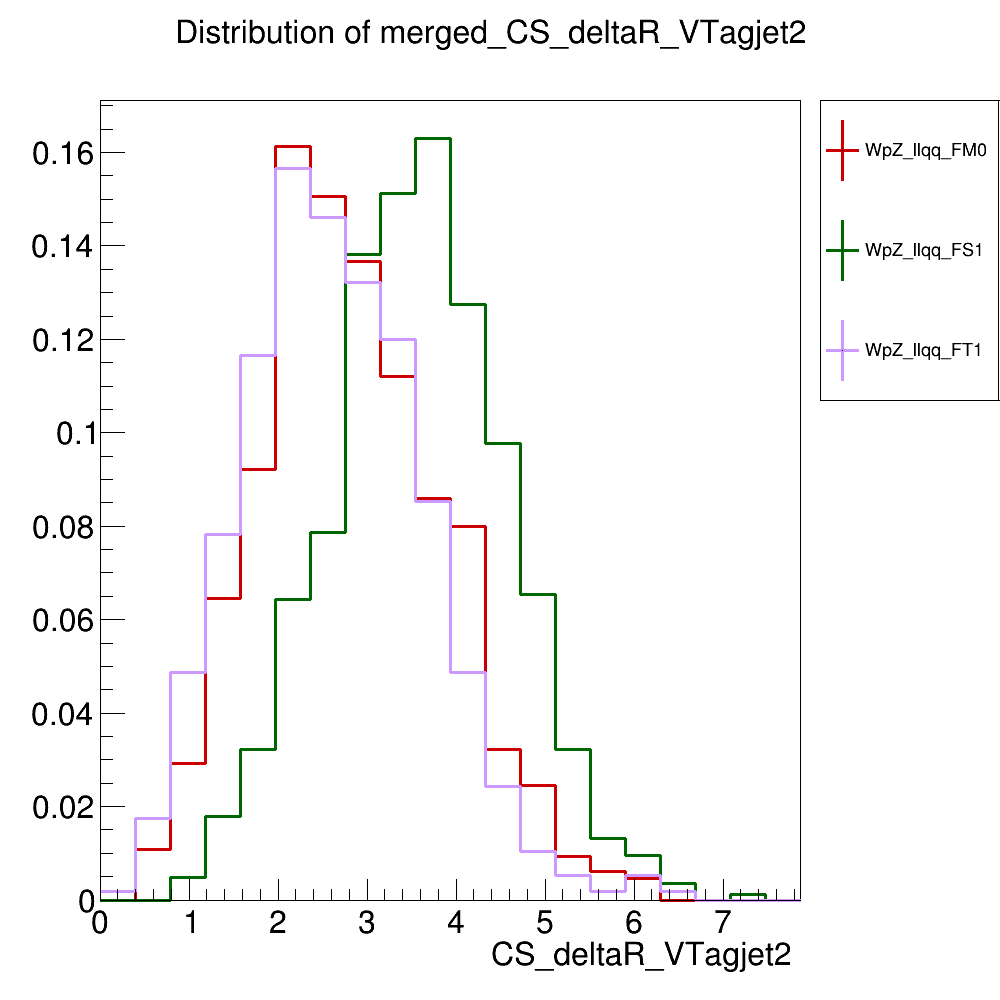 Distribution of merged_CS_deltaR_VTagjet2
0.16
0.14
0.12
0.1
0.08
0.06
0.04
0.02
0
0 1 2 3 4 5 6 7
CS_deltaR_VTagjet2
WpZ_llqq_FM0
WpZ_llqq_FS1
WpZ_llqq_FT1